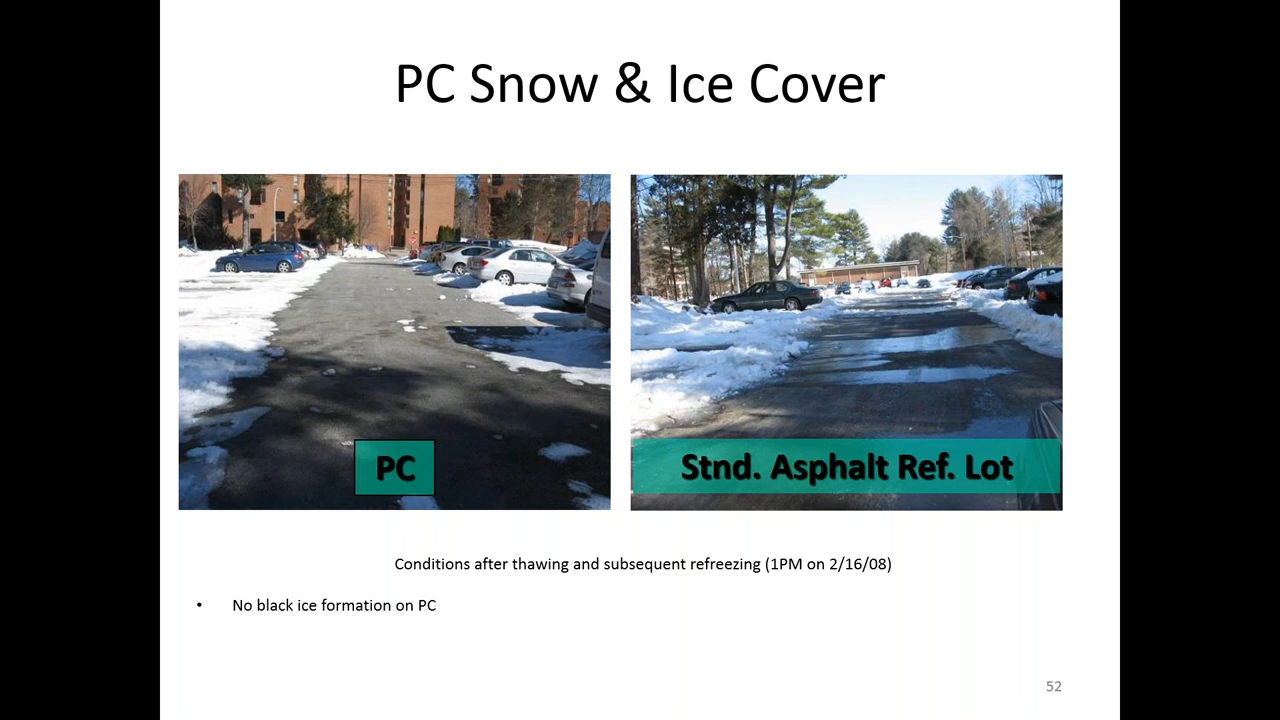 PC Snow & Ice Cover
PC
Stnd. Asphalt Ref. Lot
Conditions after thawing and subsequent refreezing (1PM on 2/16/08)
• No black ice formation on PC
52